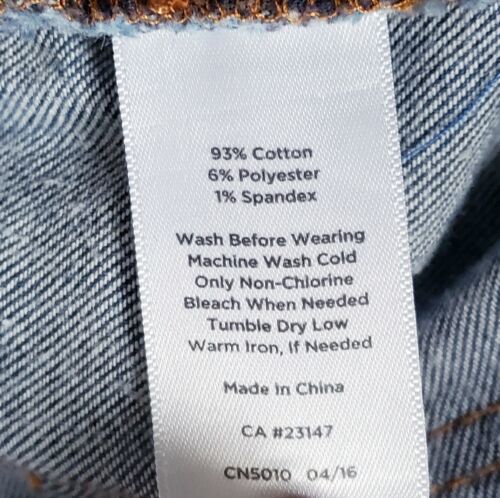 93% Cotton
6% Polyester
1% Spandex
Wash Before Wearing
Machine Wash Cold
Only Non-Chlorine
Bleach When Needed
Tumble Dry Low
Warm Iron, If Needed
Made In China
CA #23147
CN5010 04/16